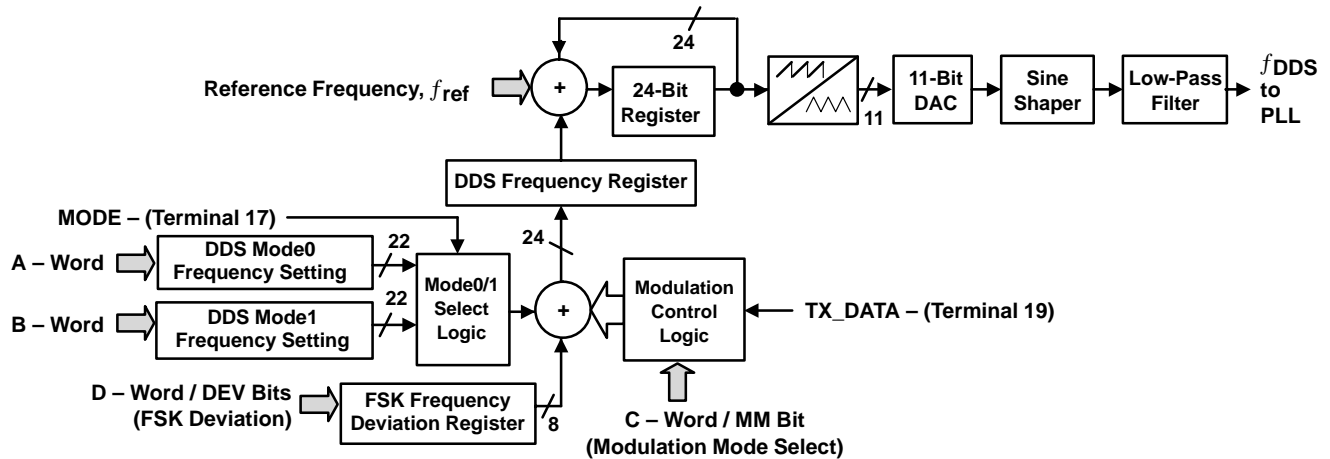 24
Reference Frequency, fref
+
24-Bit
Register
11
11-Bit
DAC
Sine
Shaper
Low-Pass
Filter
fDDS
to
PLL
DDS Frequency Register
MODE – (Terminal 17)
24
A – Word
DDS Mode0
Frequency Setting
22
B – Word
DDS Mode1
Frequency Setting
22
Mode0/1
Select
Logic
+
Modulation
Control
Logic
TX_DATA – (Terminal 19)
D – Word / DEV Bits
(FSK Deviation)
FSK Frequency
Deviation Register
8
C – Word / MM Bit
(Modulation Mode Select)